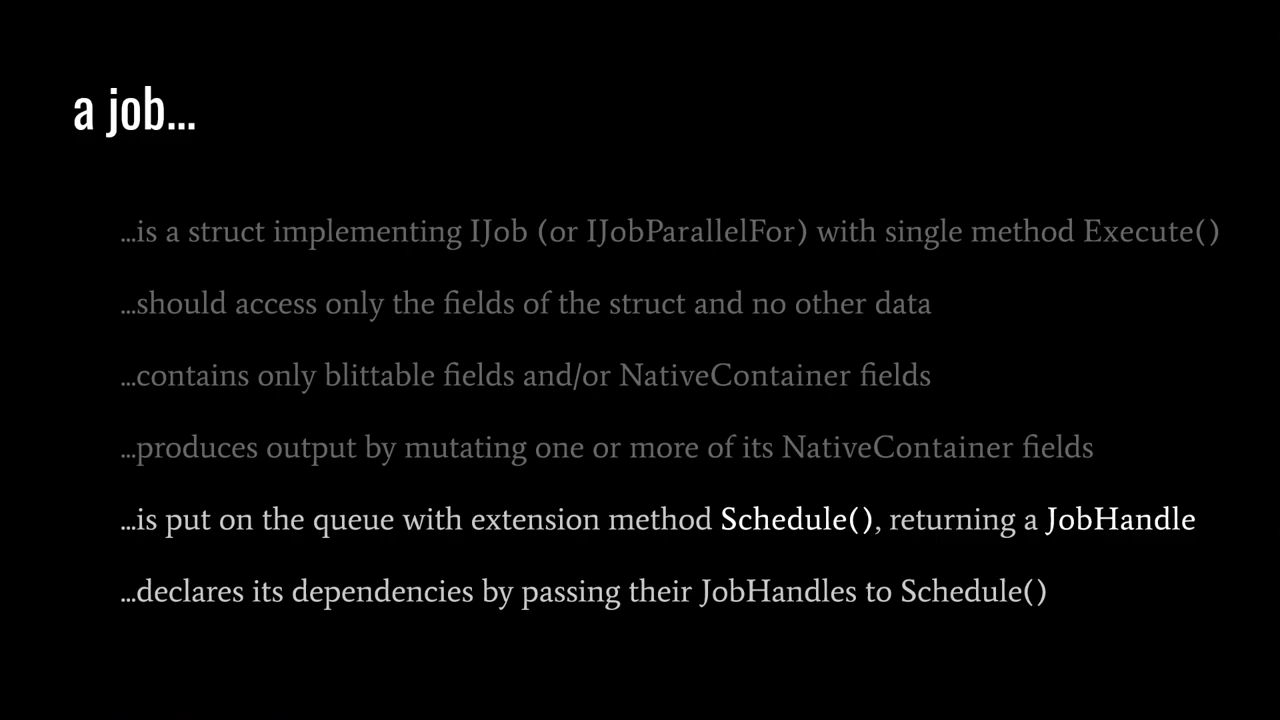 a job...
...is a struct implementing IJob (or IJobParallelFor) with single method Execute()
...should access only the fields of the struct and no other data
...contains only blittable fields and/or NativeContainer fields
...produces output by mutating one or more of its NativeContainer fields
...is put on the queue with extension method Schedule(), returning a JobHandle
...declares its dependencies by passing their JobHandles to Schedule()